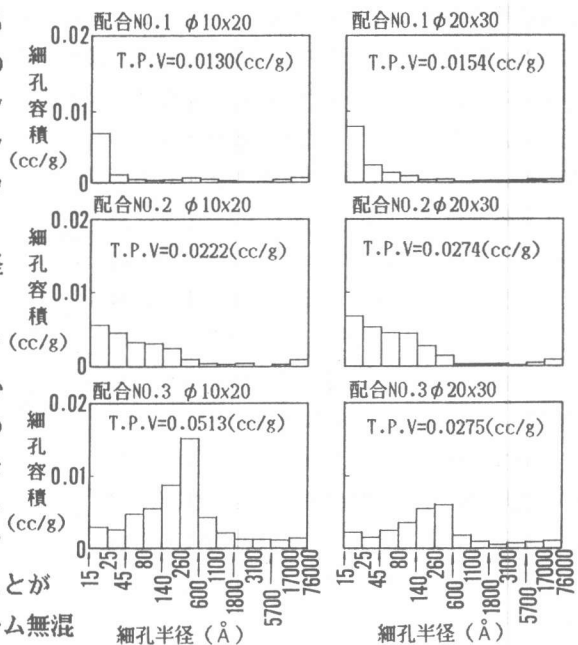 配合NO.1 φ10x20
0.02
細孔容積
(cc/g)
0.01
0
T.P.V=0.0130(cc/g)
配合NO.1φ20x30
T.P.V=0.0154(cc/g)
配合NO.2 φ10x20
0.02
細孔容積
(cc/g)
0.01
0
T.P.V=0.0222(cc/g)
配合NO.2φ20x30
T.P.V=0.0274(cc/g)
配合NO.3 φ10x20
0.02
細孔容積
(cc/g)
0.01
0
T.P.V=0.0513(cc/g)
配合NO.3φ20x30
T.P.V=0.0275(cc/g)
15 25 45 80 140 260 600 1100 1800 3100 5700 17000 76000
細孔半径(Å)
15 25 45 80 140 260 600 1100 1800 3100 5700 17000 76000
細孔半径(Å)
とが
ム無混